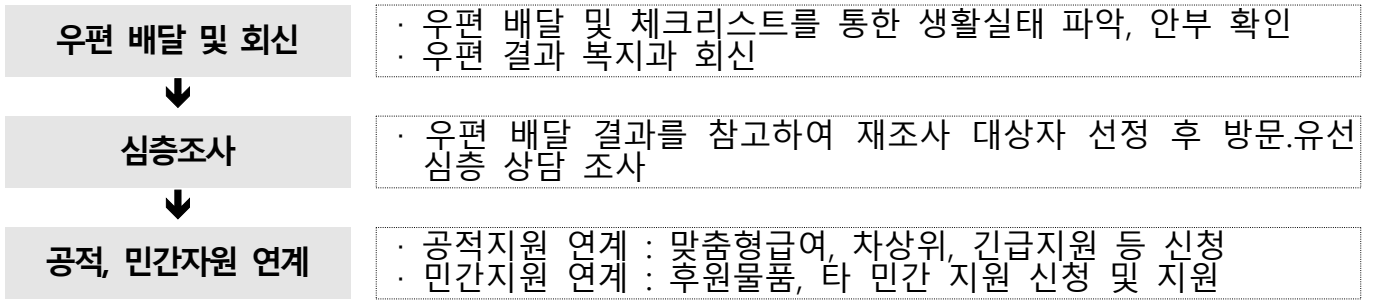 우편 배달 및 회신
· 우편 배달 및 체크리스트를 통한 생활실태 파악, 안부 확인
· 우편 결과 복지과 회신
심층조사
· 우편 배달 결과를 참고하여 재조사 대상자 선정 후 방문.유선
심층 상담 조사
공적, 민간자원 연계
· 공적지원 연계 : 맞춤형급여, 차상위, 긴급지원 등 신청
· 민간지원 연계 : 후원물품, 타 민간 지원 신청 및 지원